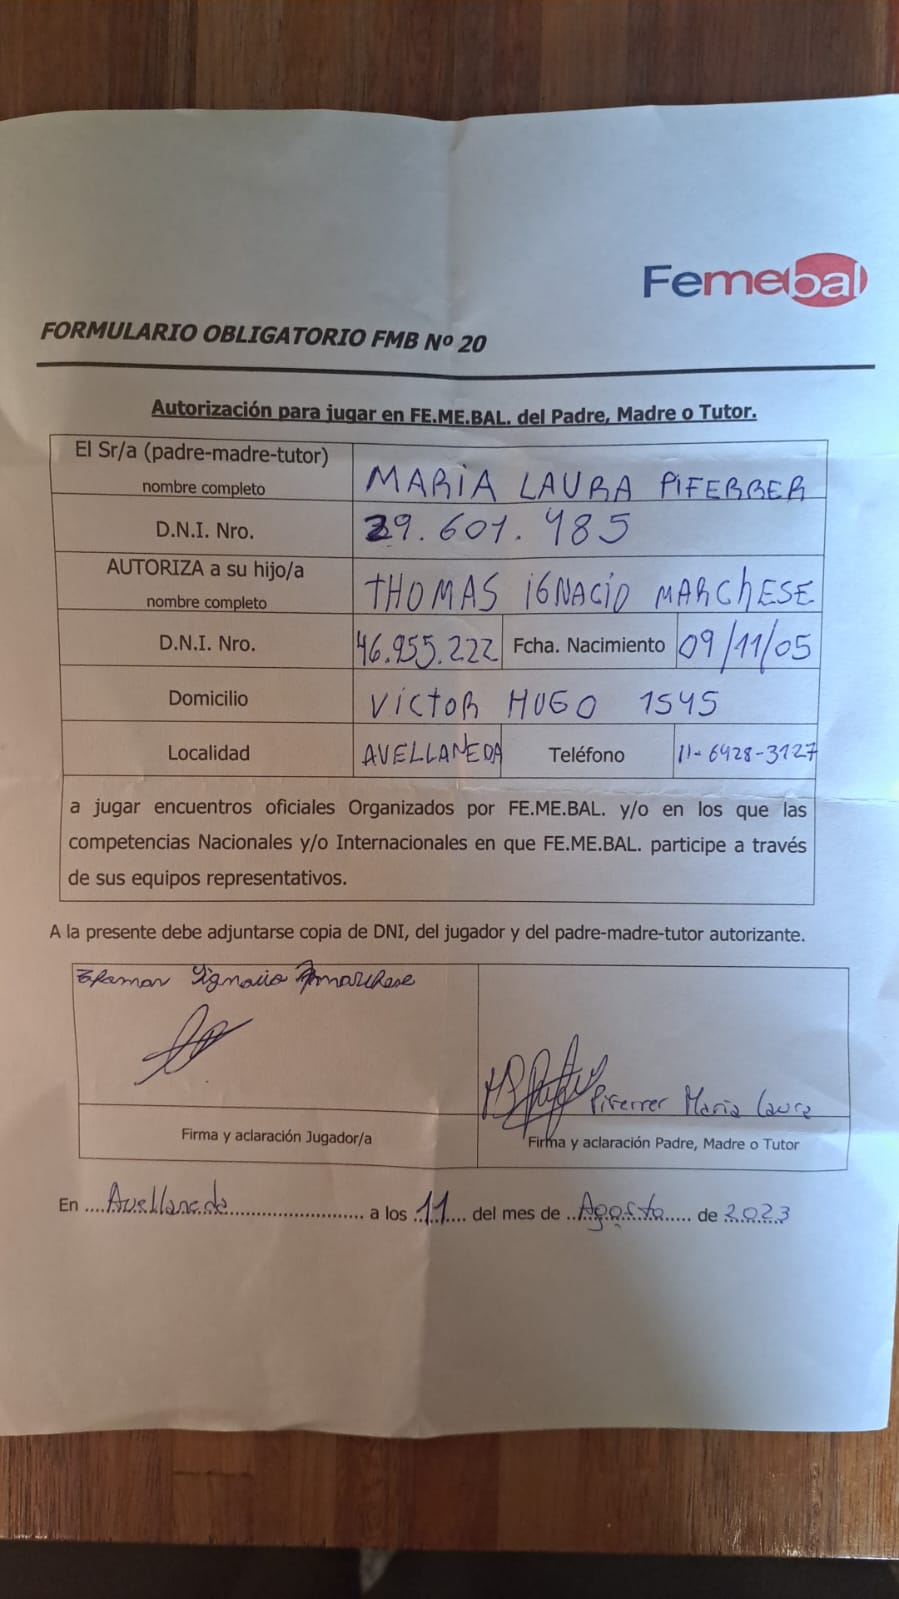 Femebal
FORMULARIO OBLIGATORIO FMB Nº 20
Autorización para jugar en FE.ME.BAL. del Padre, Madre o Tutor.
El Sr/a (padre-madre-tutor)
nombre completo
MARIA LAURA PIFERRER
D.N.I. Nro.
29.601.485
AUTORIZA a su hijo/a
nombre completo
THOMAS IGNACIO MARCHESE
D.N.I. Nro.
46.955.222
Fcha. Nacimiento
09/11/05
Domicilio
VICTOR HUGO 1545
Localidad
AVELLANEDA
Teléfono
11-6428-3127
a jugar encuentros oficiales Organizados por FE.ME.BAL. y/o en los que las
competencias Nacionales y/o Internacionales en que FE.ME.BAL. participe a través
de sus equipos representativos.
A la presente debe adjuntarse copia de DNI, del jugador y del padre-madre-tutor autorizante.
Thomas Ignacio Marchese
Piferrer Maria Laura
Firma y aclaración Jugador/a
Firma y aclaración Padre, Madre o Tutor
En ....Avellaneda.......................... a los ..11.... del mes de ..Agosto..... de 2023